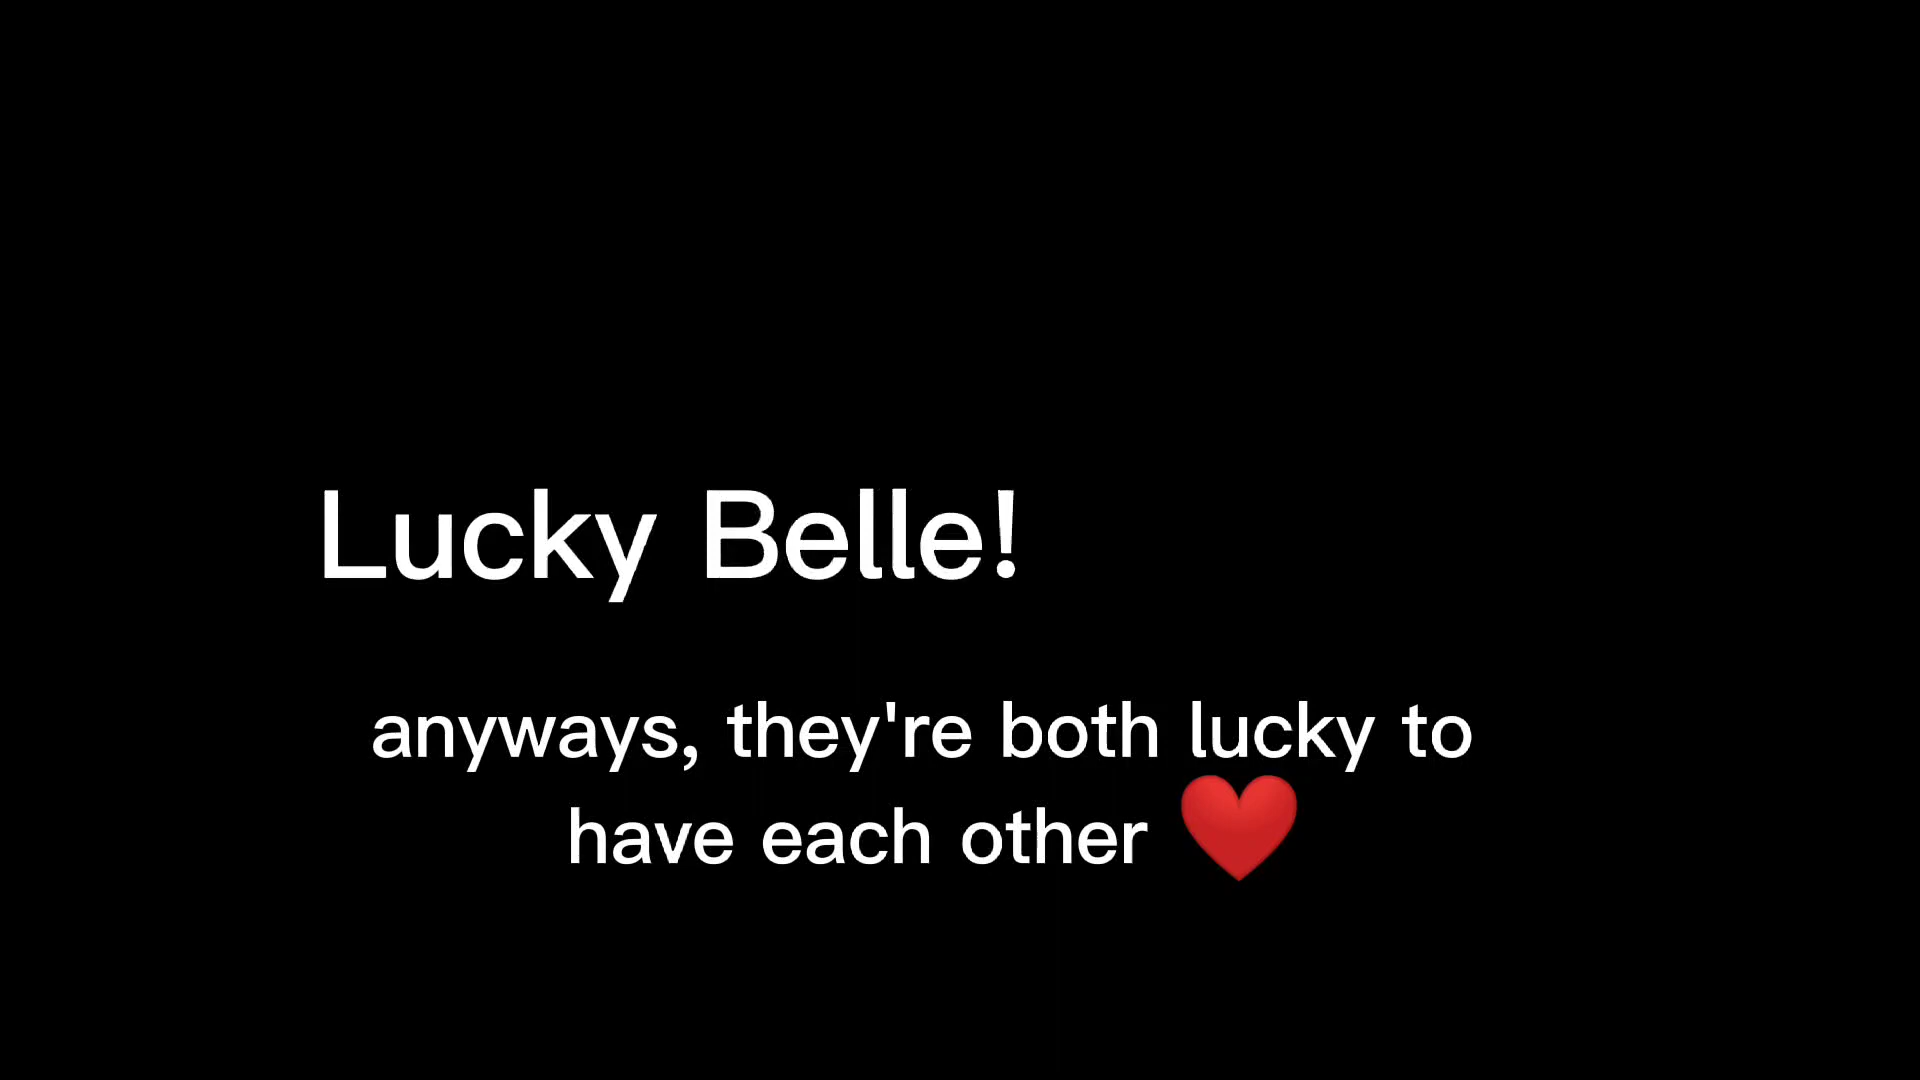 Lucky Belle!
anyways, they're both lucky to
have each other ❤️